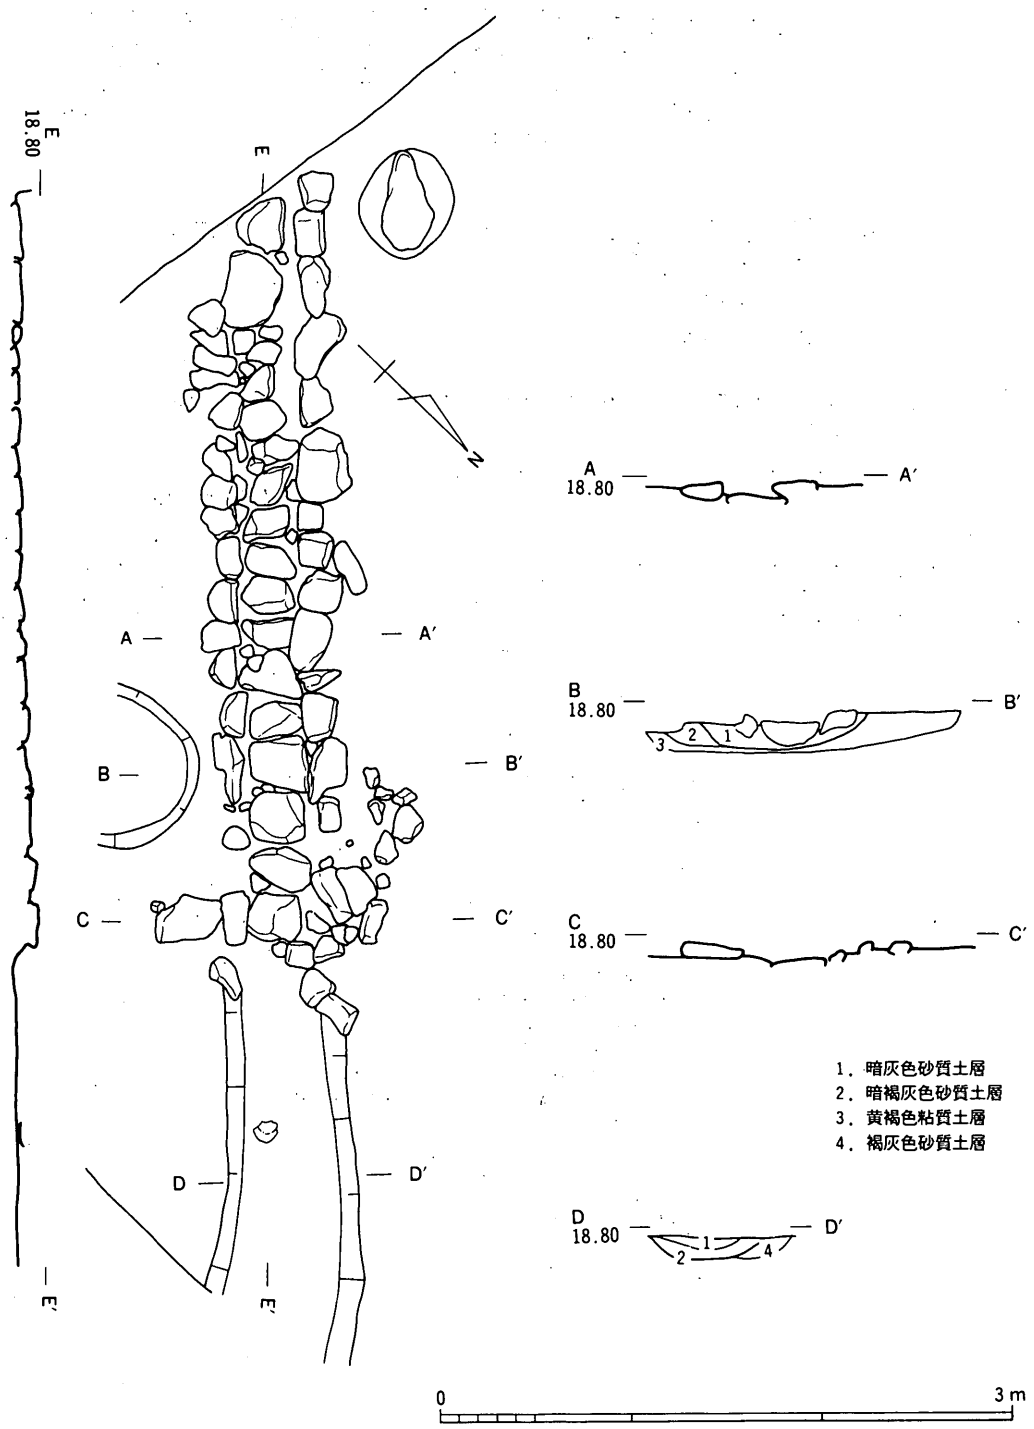 E
18.80
E
N
A
A′
B
B′
C
C′
D
D′
E′
E′
A
18.80
A′
B
18.80
B′
3
2
1
C
18.80
C′
1. 暗灰色砂質土層
2. 暗褐灰色砂質土層
3. 黄褐色粘質土層
4. 褐灰色砂質土層
D
18.80
D′
1
2
4
0
3 m